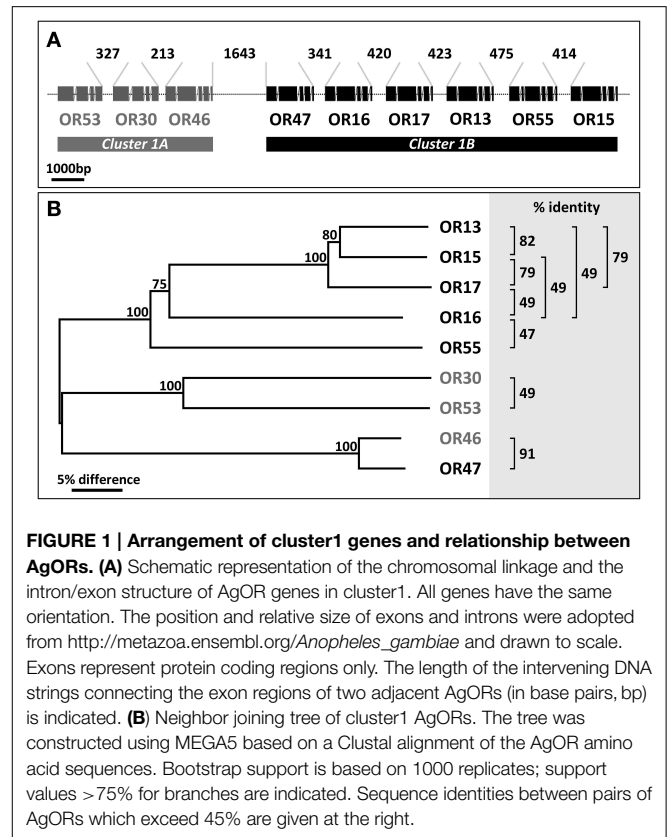 A
327 213 1643 341 420 423 475 414
OR53 OR30 OR46 OR47 OR16 OR17 OR13 OR55 OR15
Cluster 1A Cluster 1B
1000bp
B
% identity
OR13
80
82
OR15
100
79
79
OR17
75
49
49
49
OR16
100
47
OR55
OR30
100
49
OR53
OR46
100
91
OR47
5% difference
FIGURE 1 | Arrangement of cluster1 genes and relationship between
AgORs. (A) Schematic representation of the chromosomal linkage and the
intron/exon structure of AgOR genes in cluster1. All genes have the same
orientation. The position and relative size of exons and introns were adopted
from http://metazoa.ensembl.org/Anopheles_gambiae and drawn to scale.
Exons represent protein coding regions only. The length of the intervening DNA
strings connecting the exon regions of two adjacent AgORs (in base pairs, bp)
is indicated. (B) Neighbor joining tree of cluster1 AgORs. The tree was
constructed using MEGA5 based on a Clustal alignment of the AgOR amino
acid sequences. Bootstrap support is based on 1000 replicates; support
values >75% for branches are indicated. Sequence identities between pairs of
AgORs which exceed 45% are given at the right.